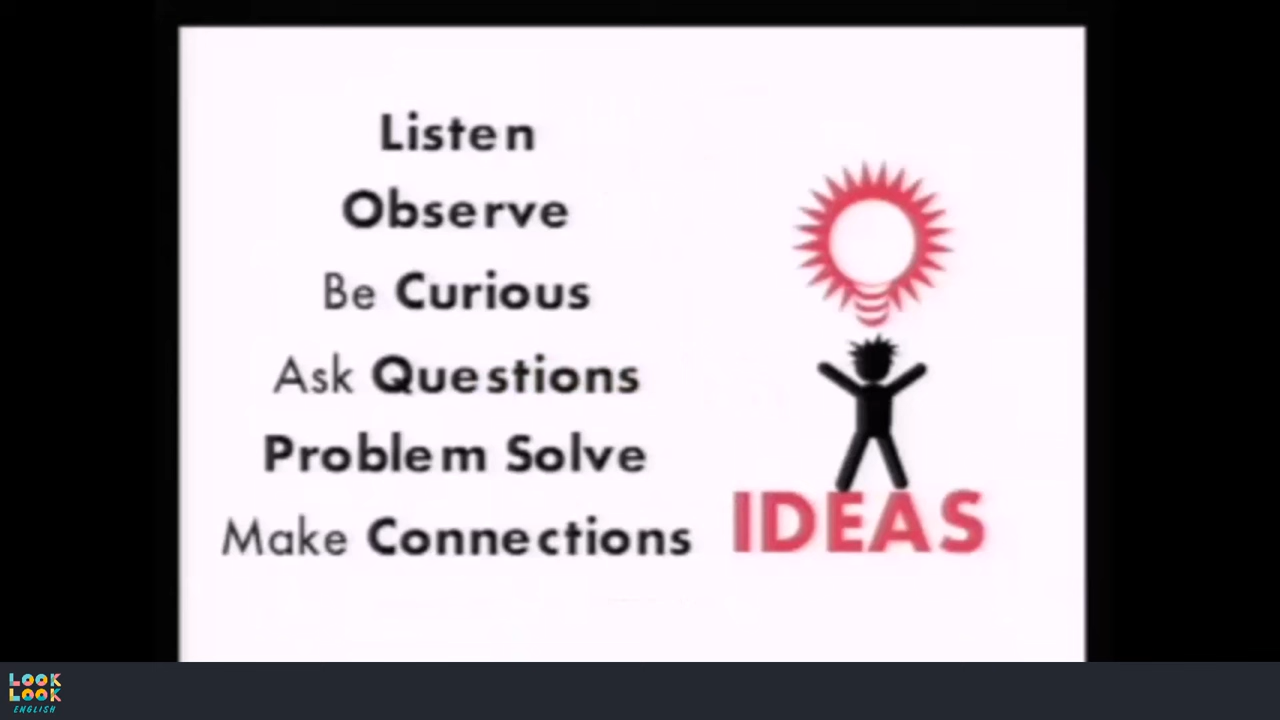 Listen
Observe
Be Curious
Ask Questions
Problem Solve
Make Connections
IDEAS
LOOK
LOOK
ENGLISH